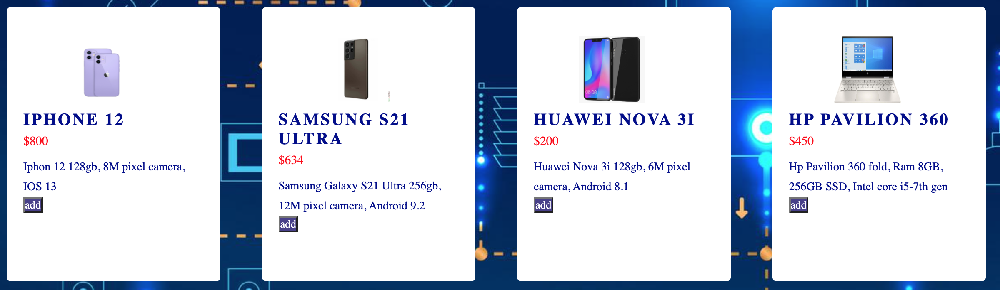 IPHONE 12
$800
Iphon 12 128gb, 8M pixel camera,
IOS 13
add
SAMSUNG S21
ULTRA
$634
Samsung Galaxy S21 Ultra 256gb,
12M pixel camera, Android 9.2
add
08:08
HUAWEI NOVA 3I
$200
Huawei Nova 3i 128gb, 6M pixel
camera, Android 8.1
add
HP PAVILION 360
$450
Hp Pavilion 360 fold, Ram 8GB,
256GB SSD, Intel core i5-7th gen
add